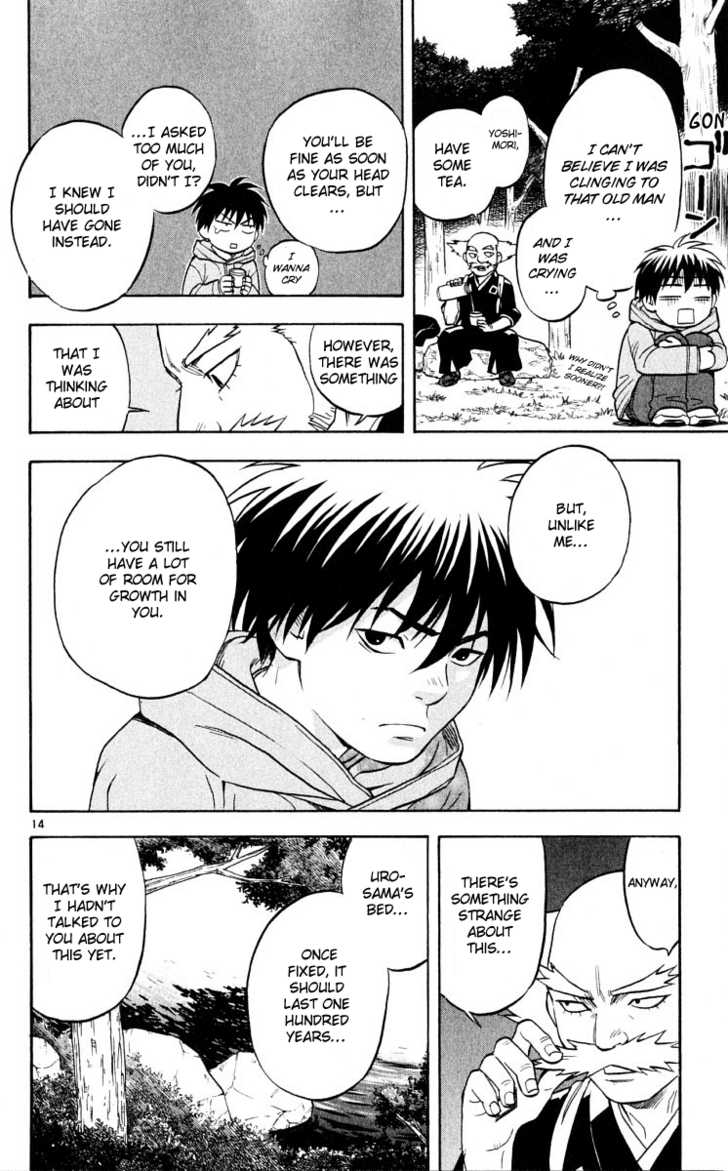 I CAN'T
BELIEVE I WAS
CLINGING TO
THAT OLD MAN
...
AND I
WAS
CRYING...
GON
ゴーン
YOSHI-
MORI,
HAVE
SOME
TEA.
WHY DIDN'T
I REALIZE
SOONER?!
YOU'LL BE
FINE AS SOON
AS YOUR HEAD
CLEARS, BUT
...
...I ASKED
TOO MUCH
OF YOU,
DIDN'T I?
I KNEW I
SHOULD
HAVE GONE
INSTEAD.
I
WANNA
CRY
HOWEVER,
THERE WAS
SOMETHING
THAT I
WAS
THINKING
ABOUT
BUT,
UNLIKE
ME...
...YOU STILL
HAVE A LOT
OF ROOM FOR
GROWTH IN
YOU.
14
ANYWAY,
THERE'S
SOMETHING
STRANGE
ABOUT
THIS...
URO-
SAMA'S
BED...
ONCE
FIXED, IT
SHOULD
LAST ONE
HUNDRED
YEARS...
THAT'S WHY
I HADN'T
TALKED TO
YOU ABOUT
THIS YET.